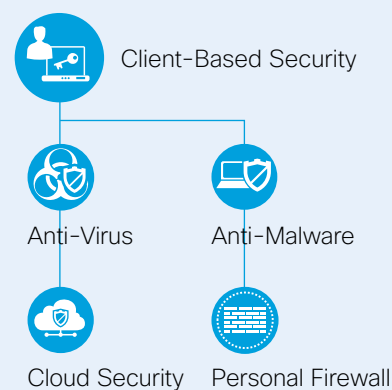 Client-Based Security
Anti-Virus
Anti-Malware
Cloud Security
Personal Firewall